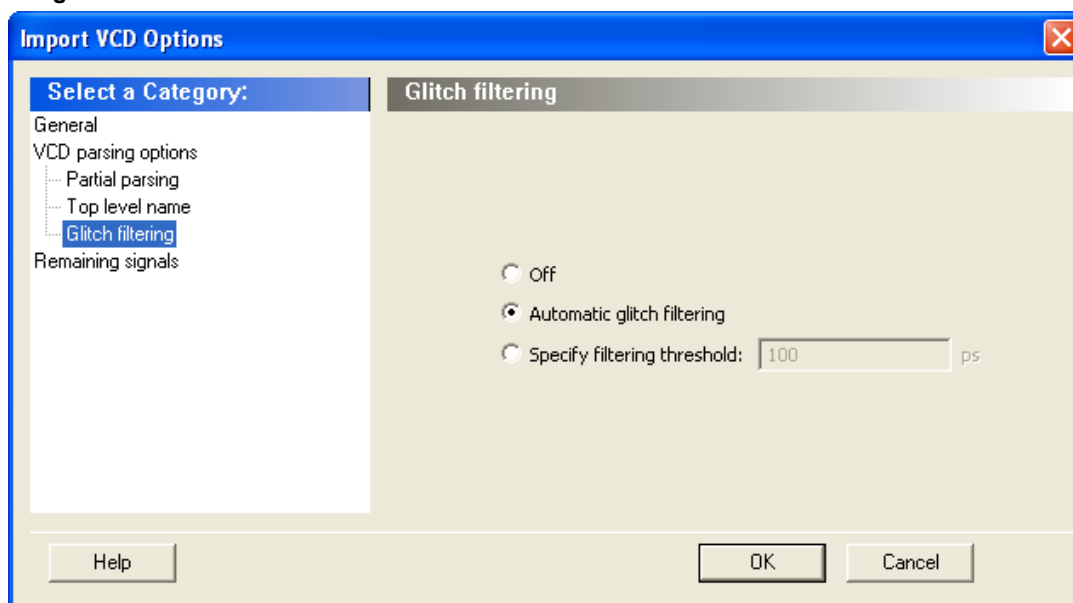 Import VCD Options
Select a Category:
General
VCD parsing options
Partial parsing
Top level name
Glitch filtering
Remaining signals
Glitch filtering
Off
Automatic glitch filtering
Specify filtering threshold: 100 ps
Help
OK
Cancel